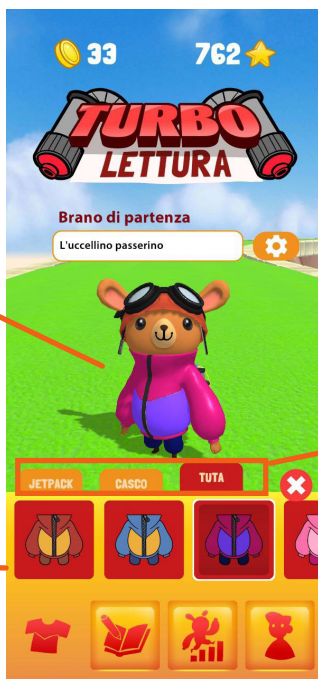 33
762
TURBO
LETTURA
Brano di partenza
L'uccellino passerino
JETPACK
CASCO
TUTA